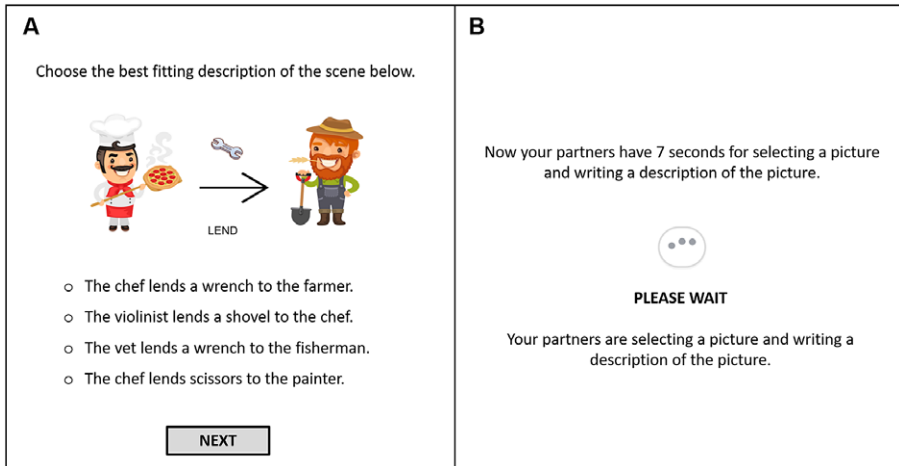 A
Choose the best fitting description of the scene below.
LEND
The chef lends a wrench to the farmer.
The violinist lends a shovel to the chef.
The vet lends a wrench to the fisherman.
The chef lends scissors to the painter.
NEXT
B
Now your partners have 7 seconds for selecting a picture
and writing a description of the picture.
PLEASE WAIT
Your partners are selecting a picture and writing a
description of the picture.